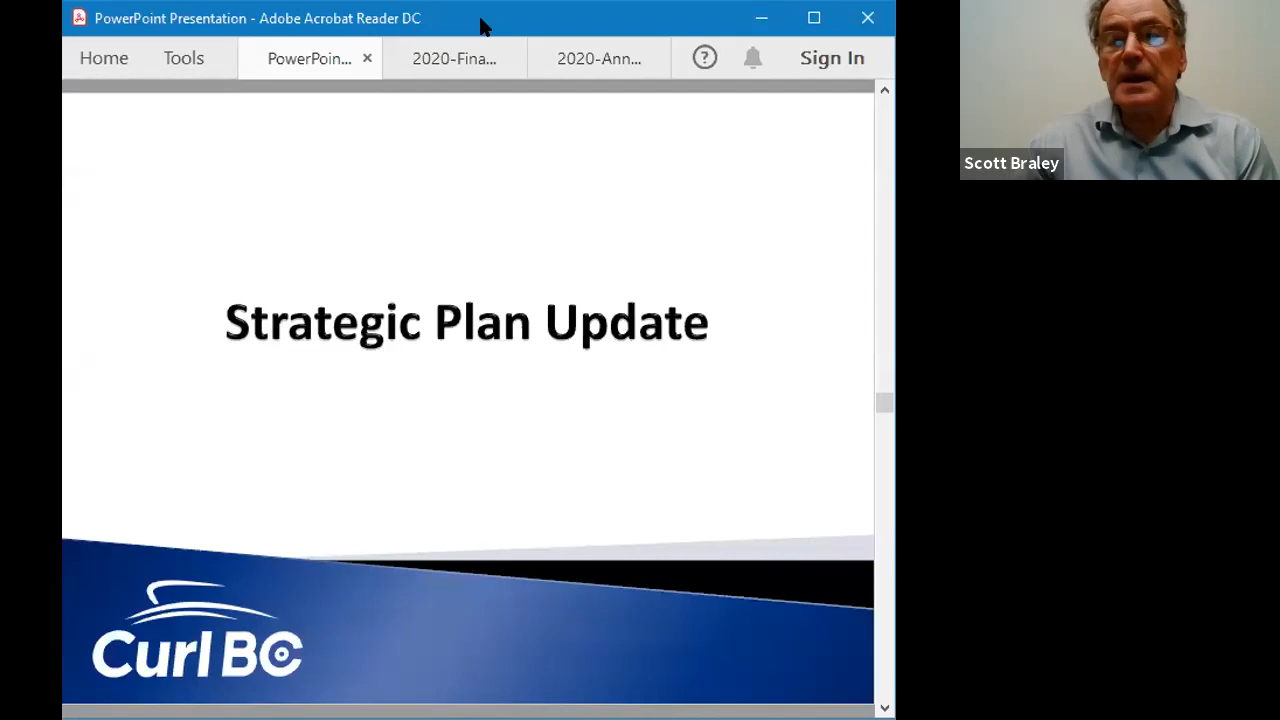 PowerPoint Presentation - Adobe Acrobat Reader DC
Home Tools PowerPoin... 2020-Fina... 2020-Ann... Sign In
Scott Braley
Strategic Plan Update
Curl BC